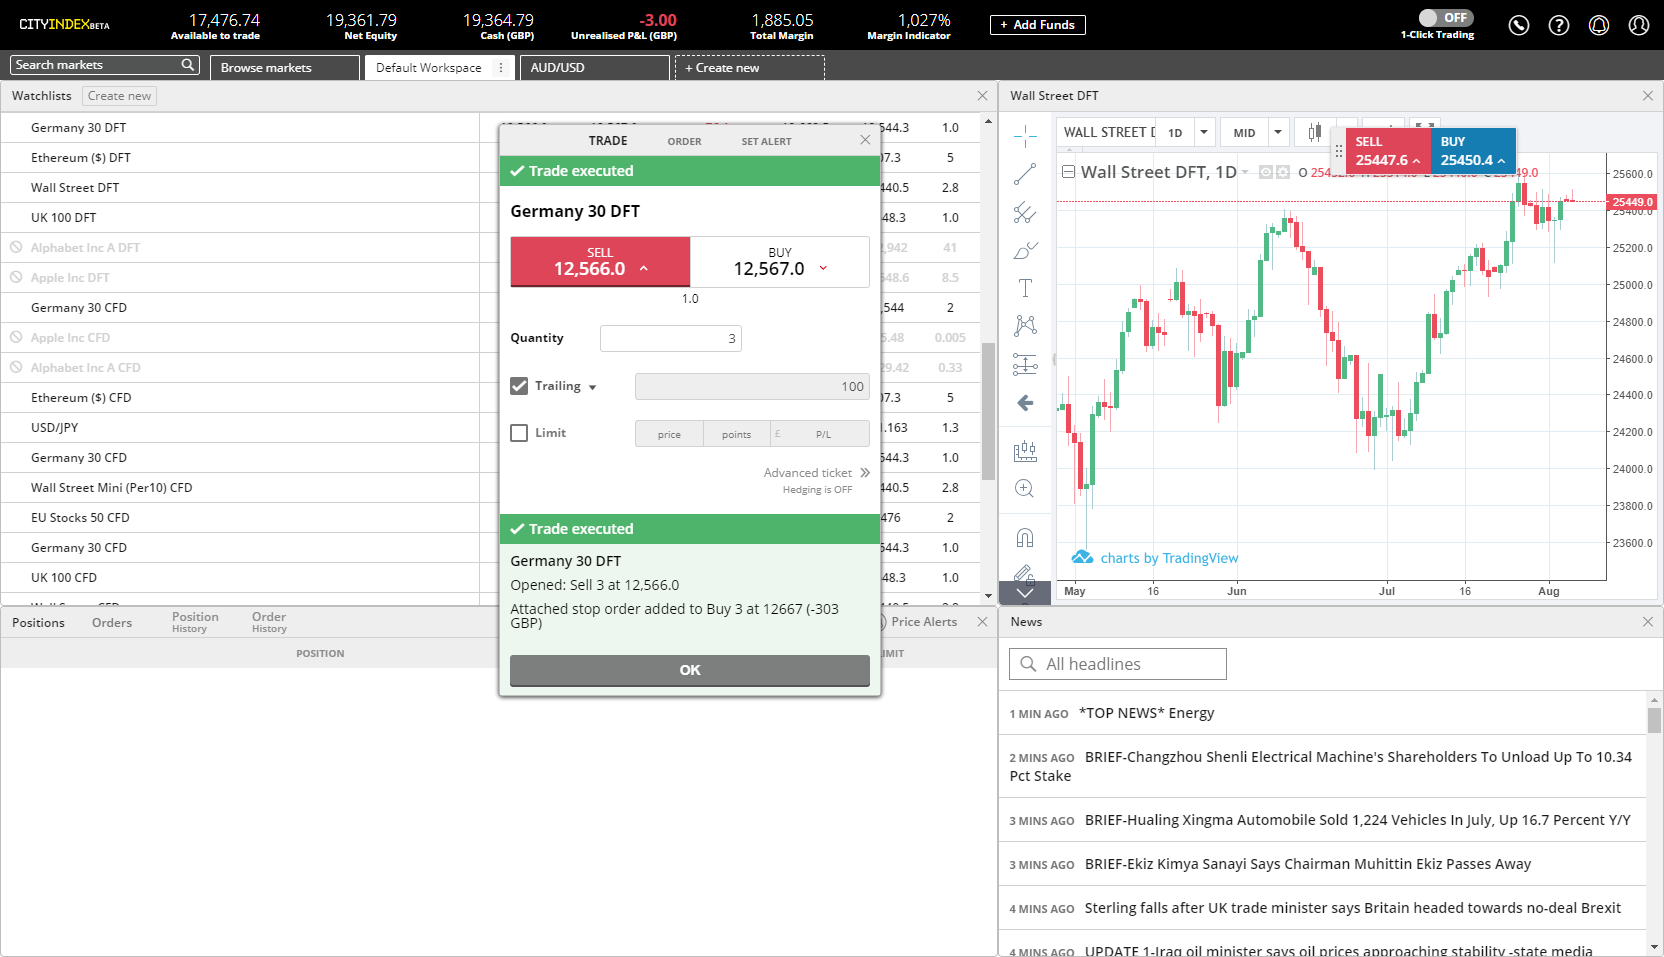 CITYINDEXBETA
17,476.74
Available to trade
19,361.79
Net Equity
19,364.79
Cash (GBP)
-3.00
Unrealised P&L (GBP)
1,885.05
Total Margin
1,027%
Margin Indicator
+ Add Funds
OFF
1-Click Trading
Search markets
Browse markets
Default Workspace
AUD/USD
+ Create new
Watchlists
Create new
Germany 30 DFT 544.3 1.0
Ethereum ($) DFT 07.3 5
Wall Street DFT 440.5 2.8
UK 100 DFT 48.3 1.0
Alphabet Inc A DFT ,942 41
Apple Inc DFT 548.6 8.5
Germany 30 CFD ,544 2
Apple Inc CFD 5.48 0.005
Alphabet Inc A CFD 29.42 0.33
Ethereum ($) CFD 07.3 5
USD/JPY .163 1.3
Germany 30 CFD 544.3 1.0
Wall Street Mini (Per10) CFD 440.5 2.8
EU Stocks 50 CFD 476 2
Germany 30 CFD 544.3 1.0
UK 100 CFD 48.3 1.0
TRADE
ORDER
SET ALERT
Trade executed
Germany 30 DFT
SELL
12,566.0
BUY
12,567.0
1.0
Quantity
3
Trailing
100
Limit
price
points
£
P/L
Advanced ticket
Hedging is OFF
Trade executed
Germany 30 DFT
Opened: Sell 3 at 12,566.0
Attached stop order added to Buy 3 at 12667 (-303
GBP)
OK
Positions
Orders
Position
History
Order
History
Price Alerts
POSITION
LIMIT
Wall Street DFT
WALL STREET D
1D
MID
SELL
25447.6
BUY
25450.4
Wall Street DFT, 1D
O
25600.0
25449.0
25400.0
25200.0
25000.0
24800.0
24600.0
24400.0
24200.0
24000.0
23800.0
23600.0
charts by TradingView
May
16
Jun
Jul
16
Aug
News
All headlines
1 MIN AGO *TOP NEWS* Energy
2 MINS AGO BRIEF-Changzhou Shenli Electrical Machine's Shareholders To Unload Up To 10.34
Pct Stake
3 MINS AGO BRIEF-Hualing Xingma Automobile Sold 1,224 Vehicles In July, Up 16.7 Percent Y/Y
3 MINS AGO BRIEF-Ekiz Kimya Sanayi Says Chairman Muhittin Ekiz Passes Away
4 MINS AGO Sterling falls after UK trade minister says Britain headed towards no-deal Brexit
4 MINS AGO UPDATE 1-Iraq oil minister says oil prices approaching stability -state media